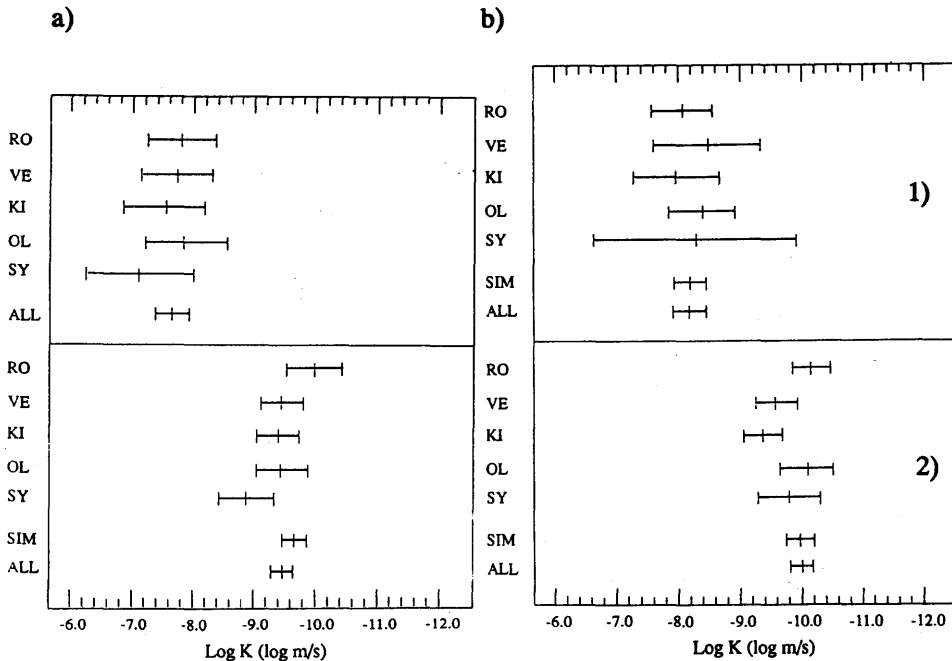 a)
RO
VE
KI
OL
SY
ALL
RO
VE
KI
OL
SY
SIM
ALL
-6.0 -7.0 -8.0 -9.0 -10.0 -11.0 -12.0
Log K (log m/s)
b)
RO
VE
KI
OL
SY
SIM
ALL
1)
RO
VE
KI
OL
SY
SIM
ALL
2)
-6.0 -7.0 -8.0 -9.0 -10.0 -11.0 -12.0
Log K (log m/s)